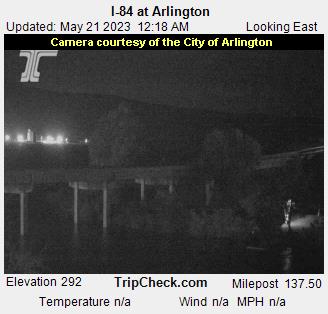 I-84 at Arlington
Updated: May 21 2023 12:18 AM Looking East
Camera courtesy of the City of Arlington
Elevation 292 TripCheck.com Milepost 137.50
Temperature n/a Wind n/a MPH n/a